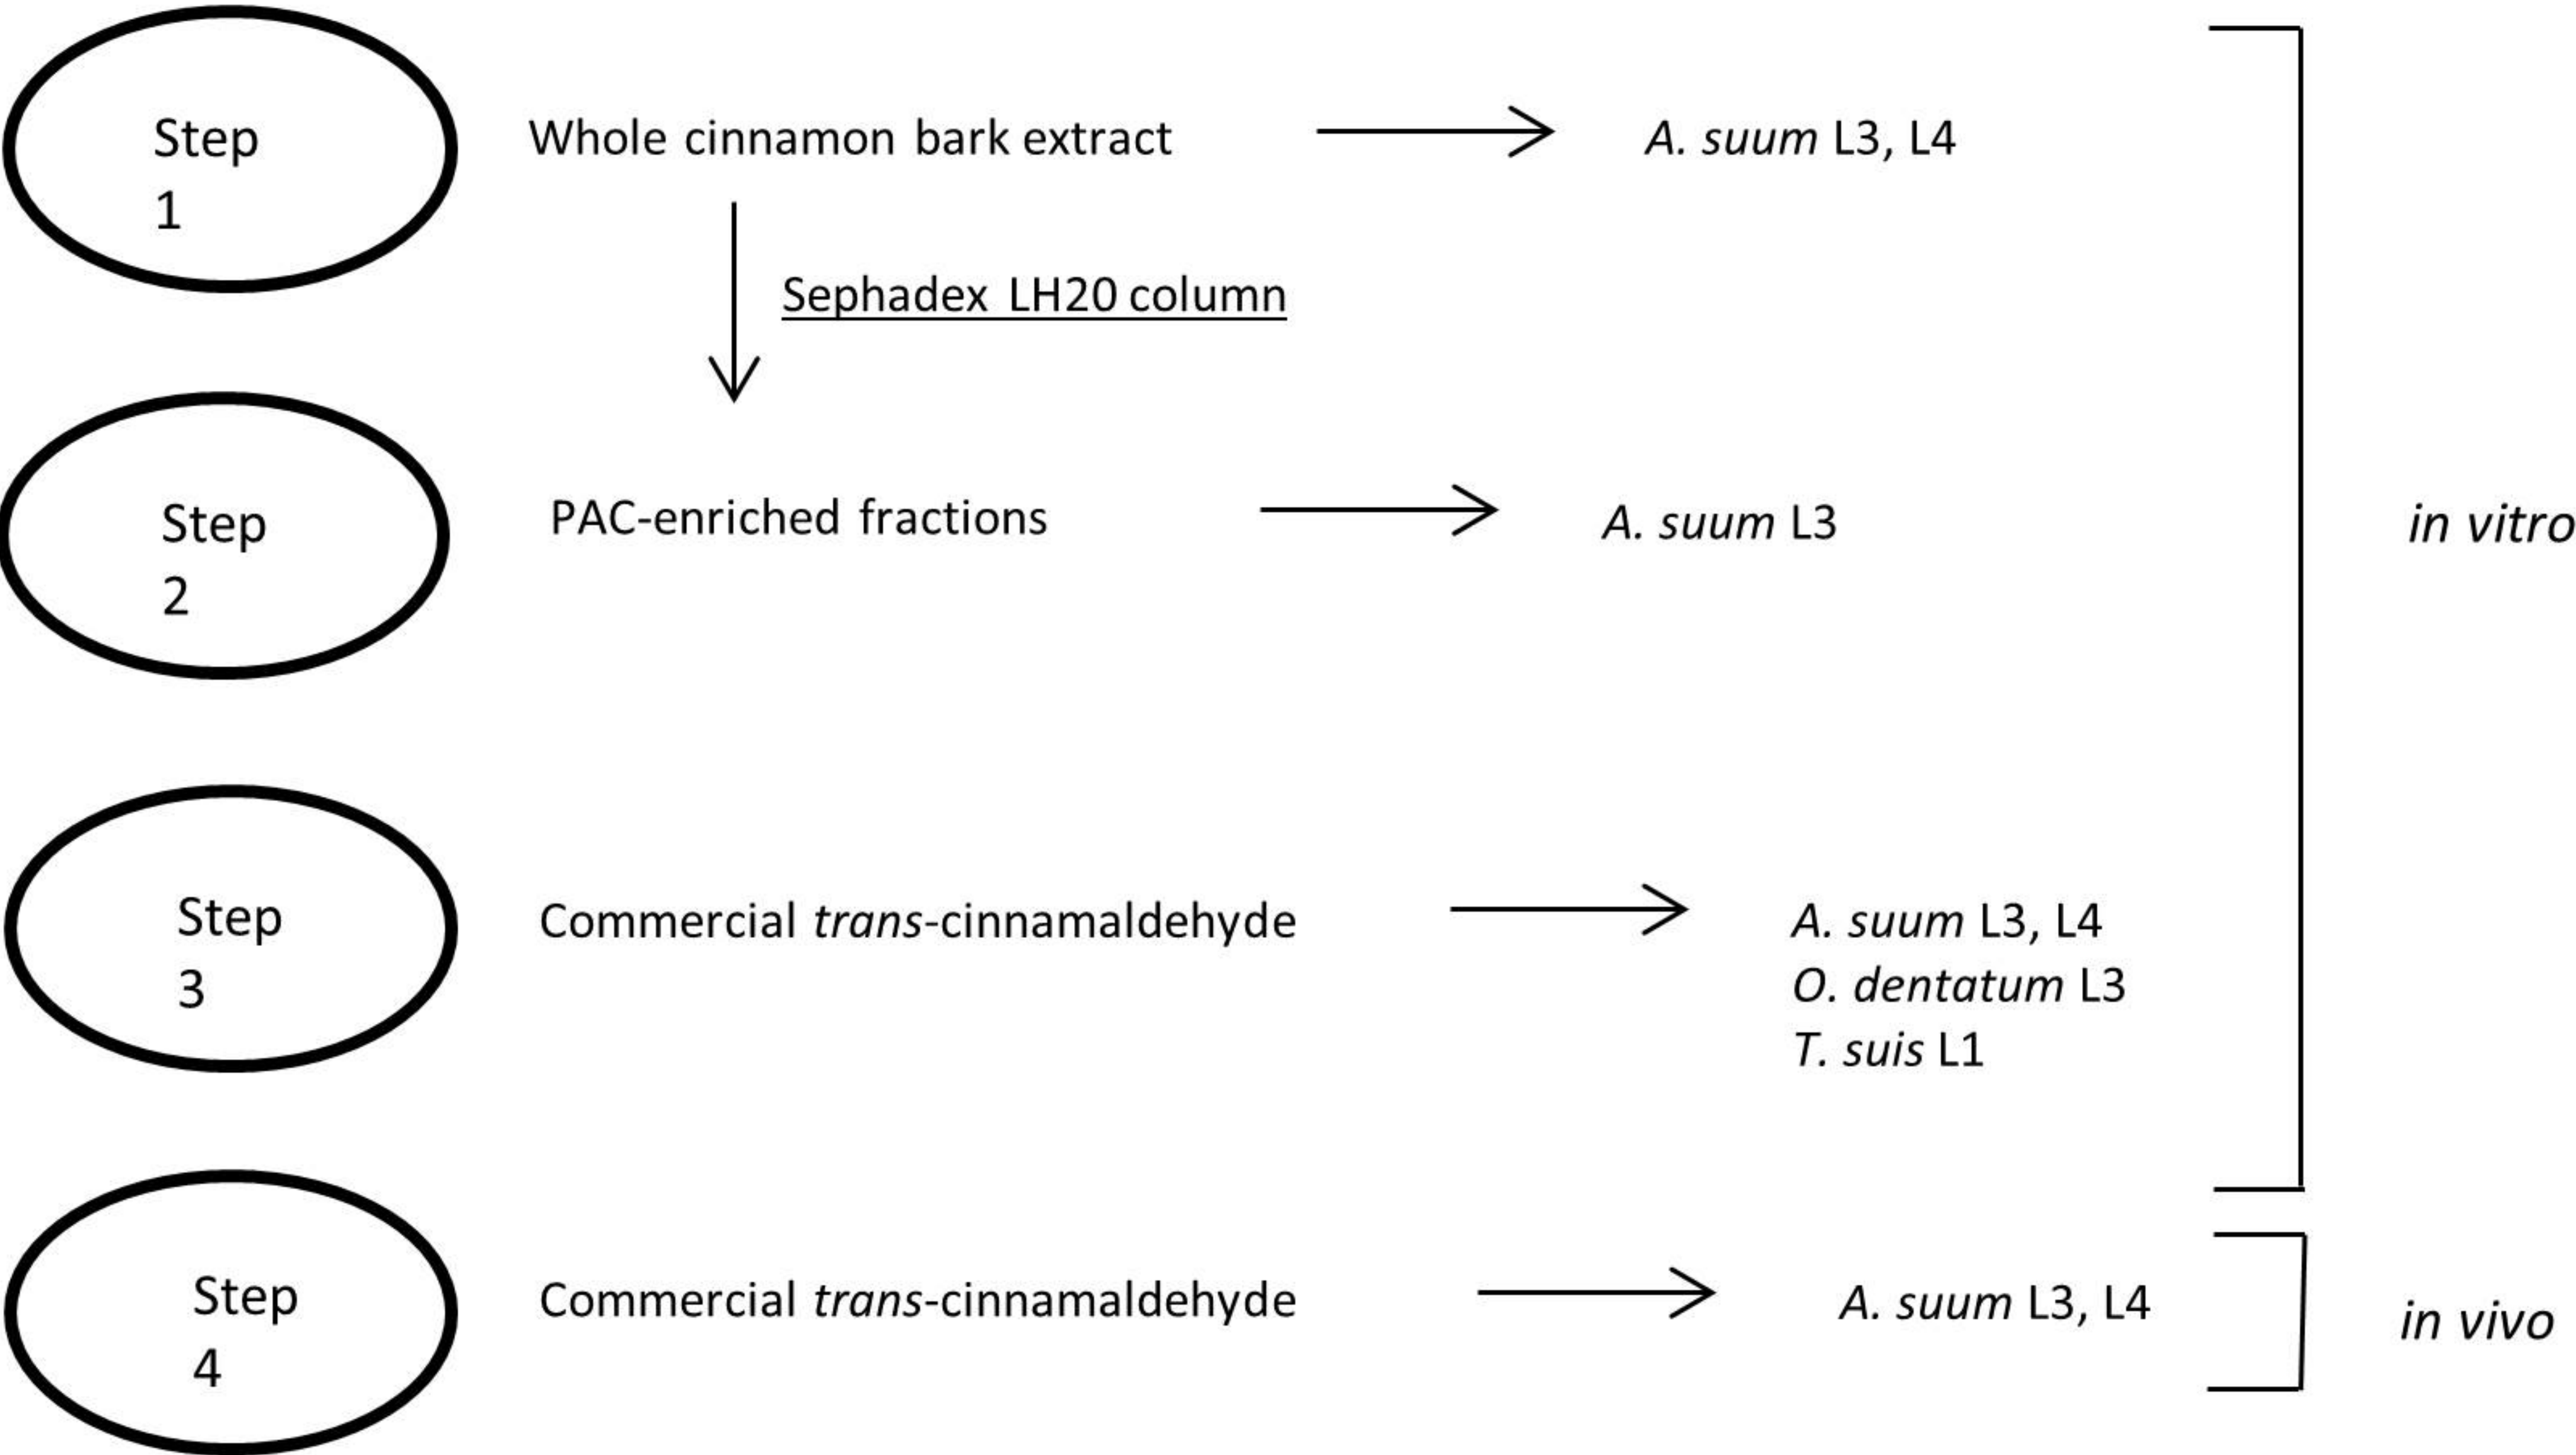 Step
1
Whole cinnamon bark extract
A. suum L3, L4
Sephadex LH20 column
Step
2
PAC-enriched fractions
A. suum L3
in vitro
Step
3
Commercial trans-cinnamaldehyde
A. suum L3, L4
O. dentatum L3
T. suis L1
Step
4
Commercial trans-cinnamaldehyde
A. suum L3, L4
in vivo